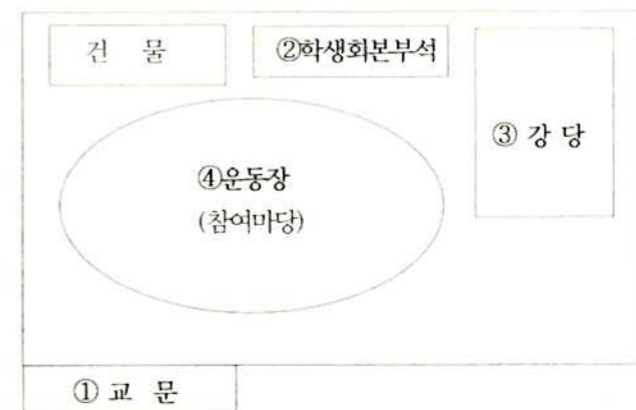 건 물
②학생회본부석
③ 강 당
④운동장
(참여마당)
① 교 문